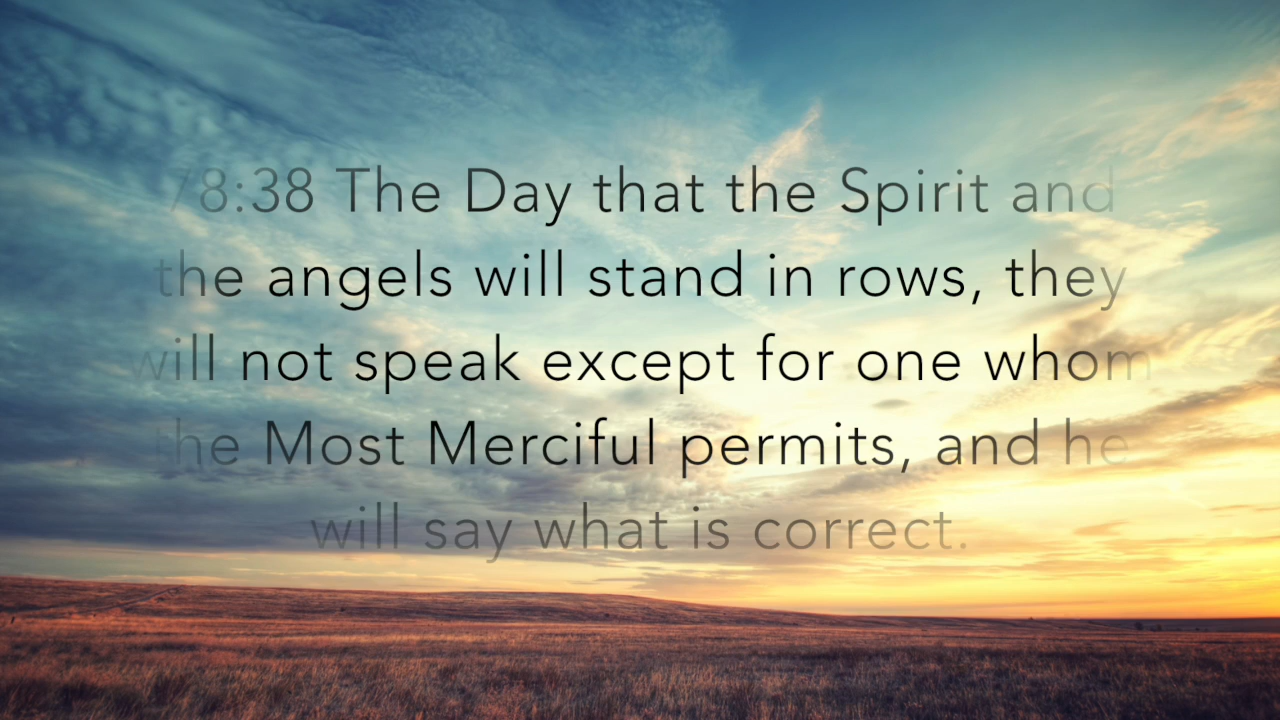 78:38 The Day that the Spirit and
the angels will stand in rows, they
will not speak except for one whom
the Most Merciful permits, and he
will say what is correct.